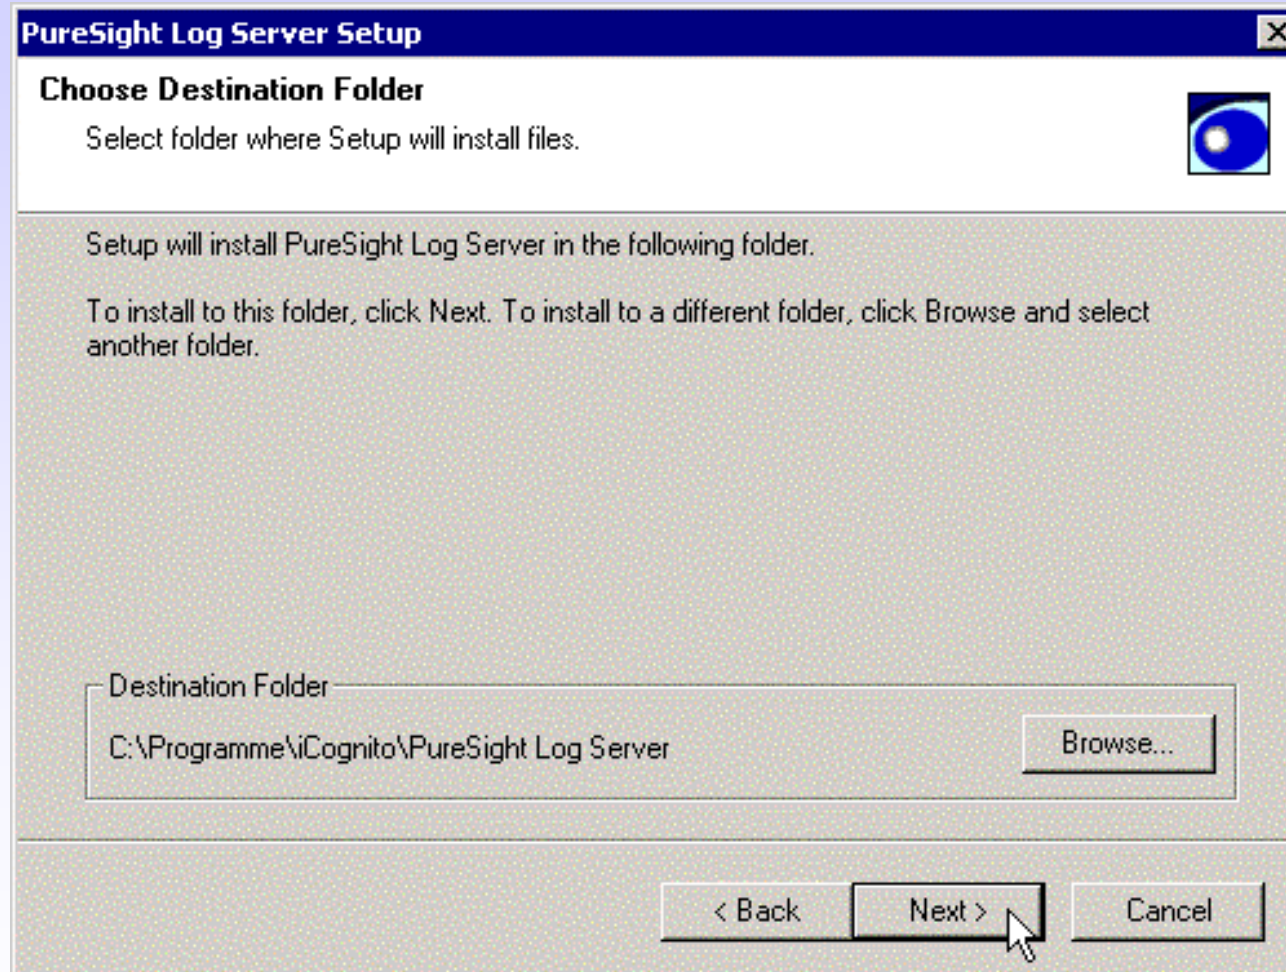 PureSight Log Server Setup
Choose Destination Folder
Select folder where Setup will install files.
Setup will install PureSight Log Server in the following folder.
To install to this folder, click Next. To install to a different folder, click Browse and select
another folder.
Destination Folder
C:\Programme\iCognito\PureSight Log Server
Browse...
< Back
Next >
Cancel